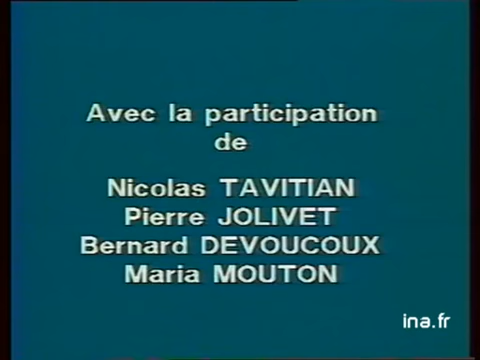 Avec la participation
de
Nicolas TAVITIAN
Pierre JOLIVET
Bernard DEVOUCOUX
Maria MOUTON
ina.fr